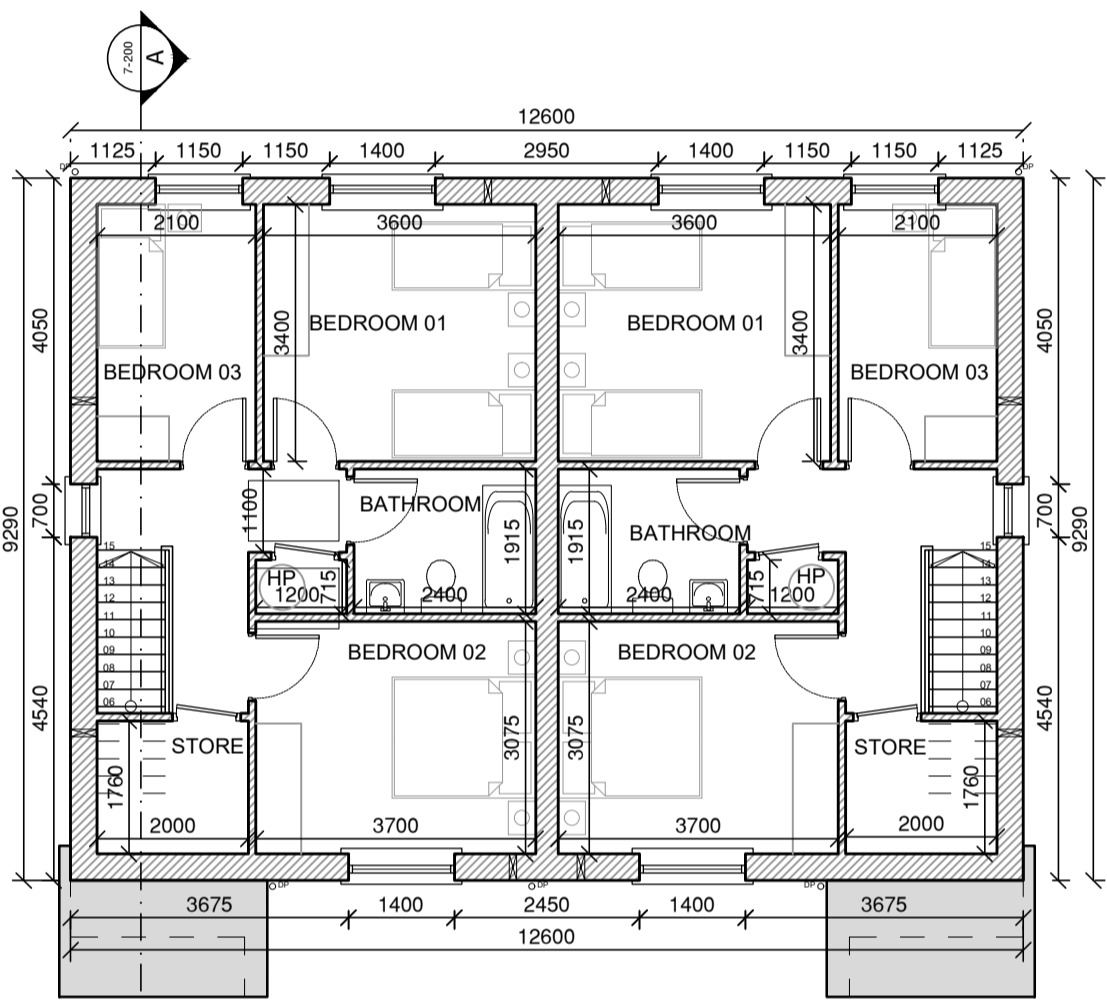 7-200
A
12600
1125 1150 1150 1400 2950 1400 1150 1150 1125
DP DP
2100 3600 3600 2100
9290 4050 700 4540
4050 700 4540 9290
BEDROOM 01 BEDROOM 01
3400 3400
BEDROOM 03 BEDROOM 03
BATHROOM BATHROOM
1100 1915 1915
HP HP
1200 715 2400 2400 715 1200
15 15
14 14
13 13
12 12
11 11
10 10
09 09
08 08
07 07
06 06
BEDROOM 02 BEDROOM 02
3075 3075
STORE STORE
1760 1760
2000 3700 3700 2000
DP DP DP
3675 1400 2450 1400 3675
12600